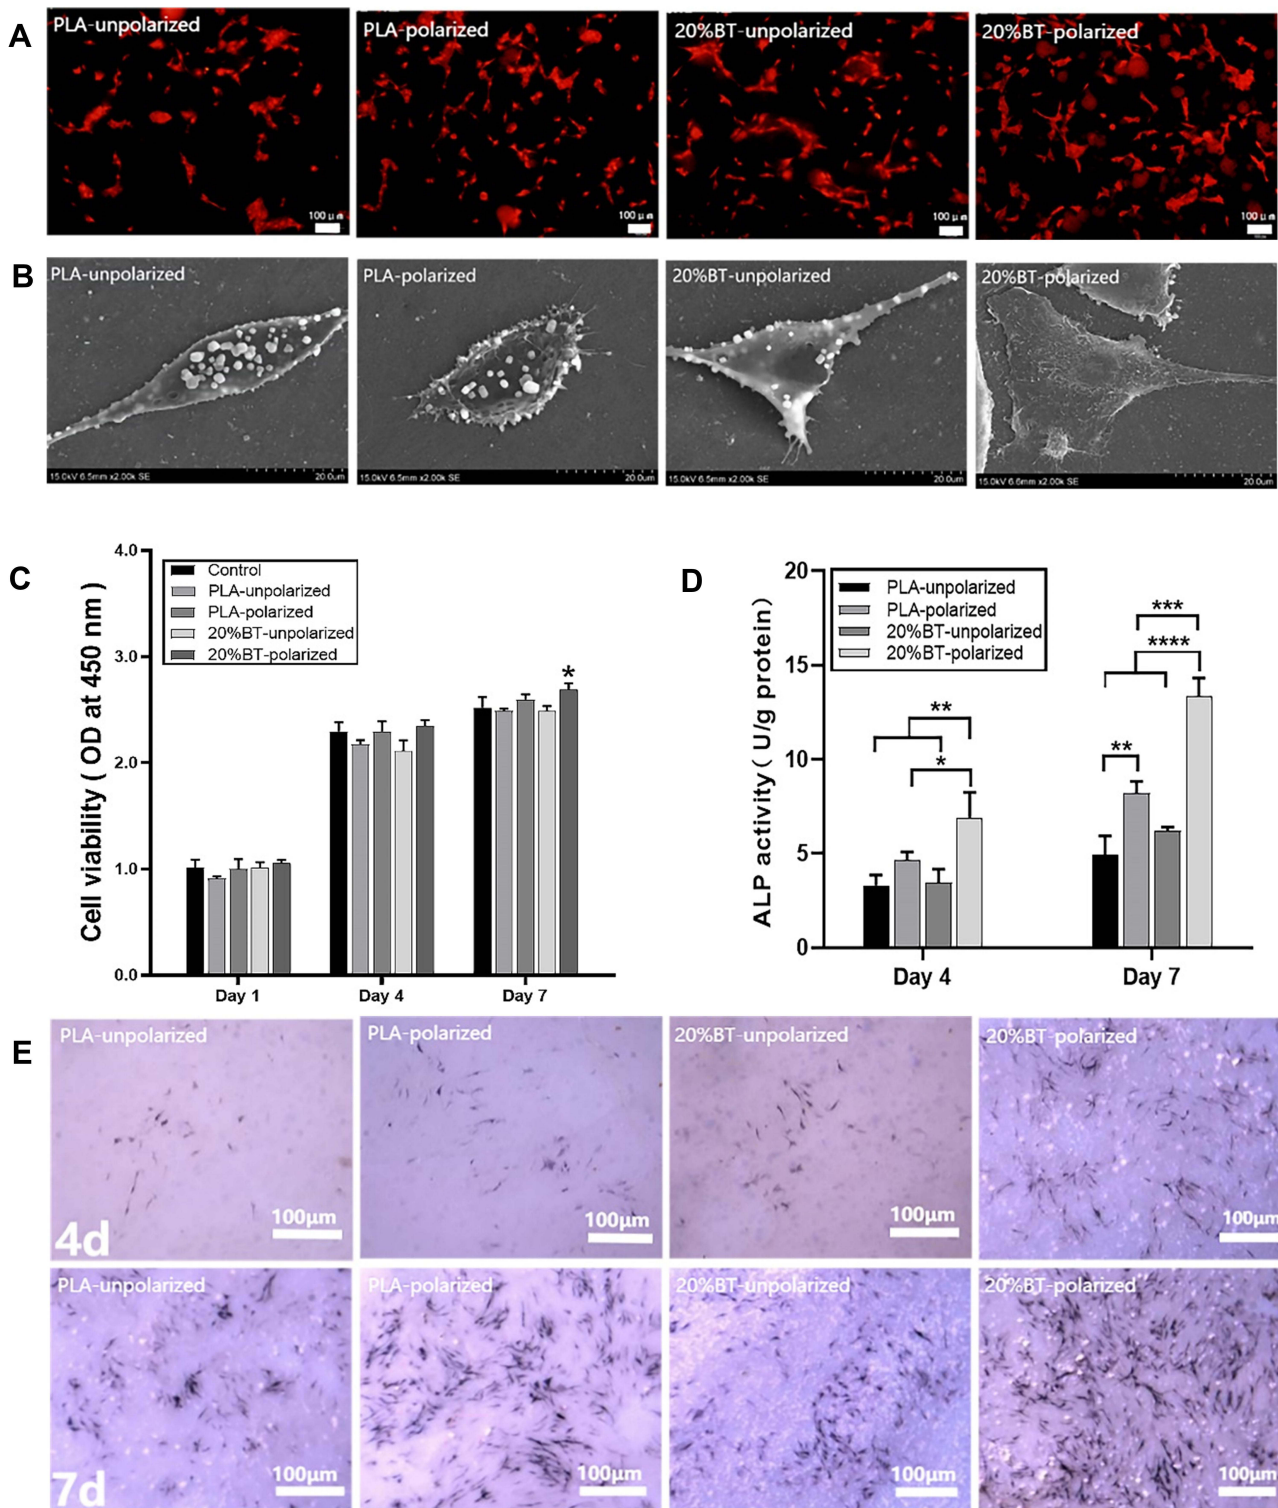 A
PLA-unpolarized
PLA-polarized
20%BT-unpolarized
20%BT-polarized
100 μm
100 μm
100 μm
100 μm
B
PLA-unpolarized
PLA-polarized
20%BT-unpolarized
20%BT-polarized
15.0kV 6.5mm x2.00k SE 20.0um
15.0kV 6.5mm x2.00k SE 20.0um
15.0kV 6.5mm x2.00k SE 20.0um
15.0kV 6.6mm x2.00k SE 20.0um
C
Cell viability ( OD at 450 nm )
4.0
3.0
2.0
1.0
0.0
Control
PLA-unpolarized
PLA-polarized
20%BT-unpolarized
20%BT-polarized
*
Day 1
Day 4
Day 7
D
ALP activity ( U/g protein)
20
15
10
5
0
PLA-unpolarized
PLA-polarized
20%BT-unpolarized
20%BT-polarized
**
*
***
****
**
Day 4
Day 7
E
PLA-unpolarized
PLA-polarized
20%BT-unpolarized
20%BT-polarized
4d
100μm
100μm
100μm
100μm
PLA-unpolarized
PLA-polarized
20%BT-unpolarized
20%BT-polarized
7d
100μm
100μm
100μm
100μm